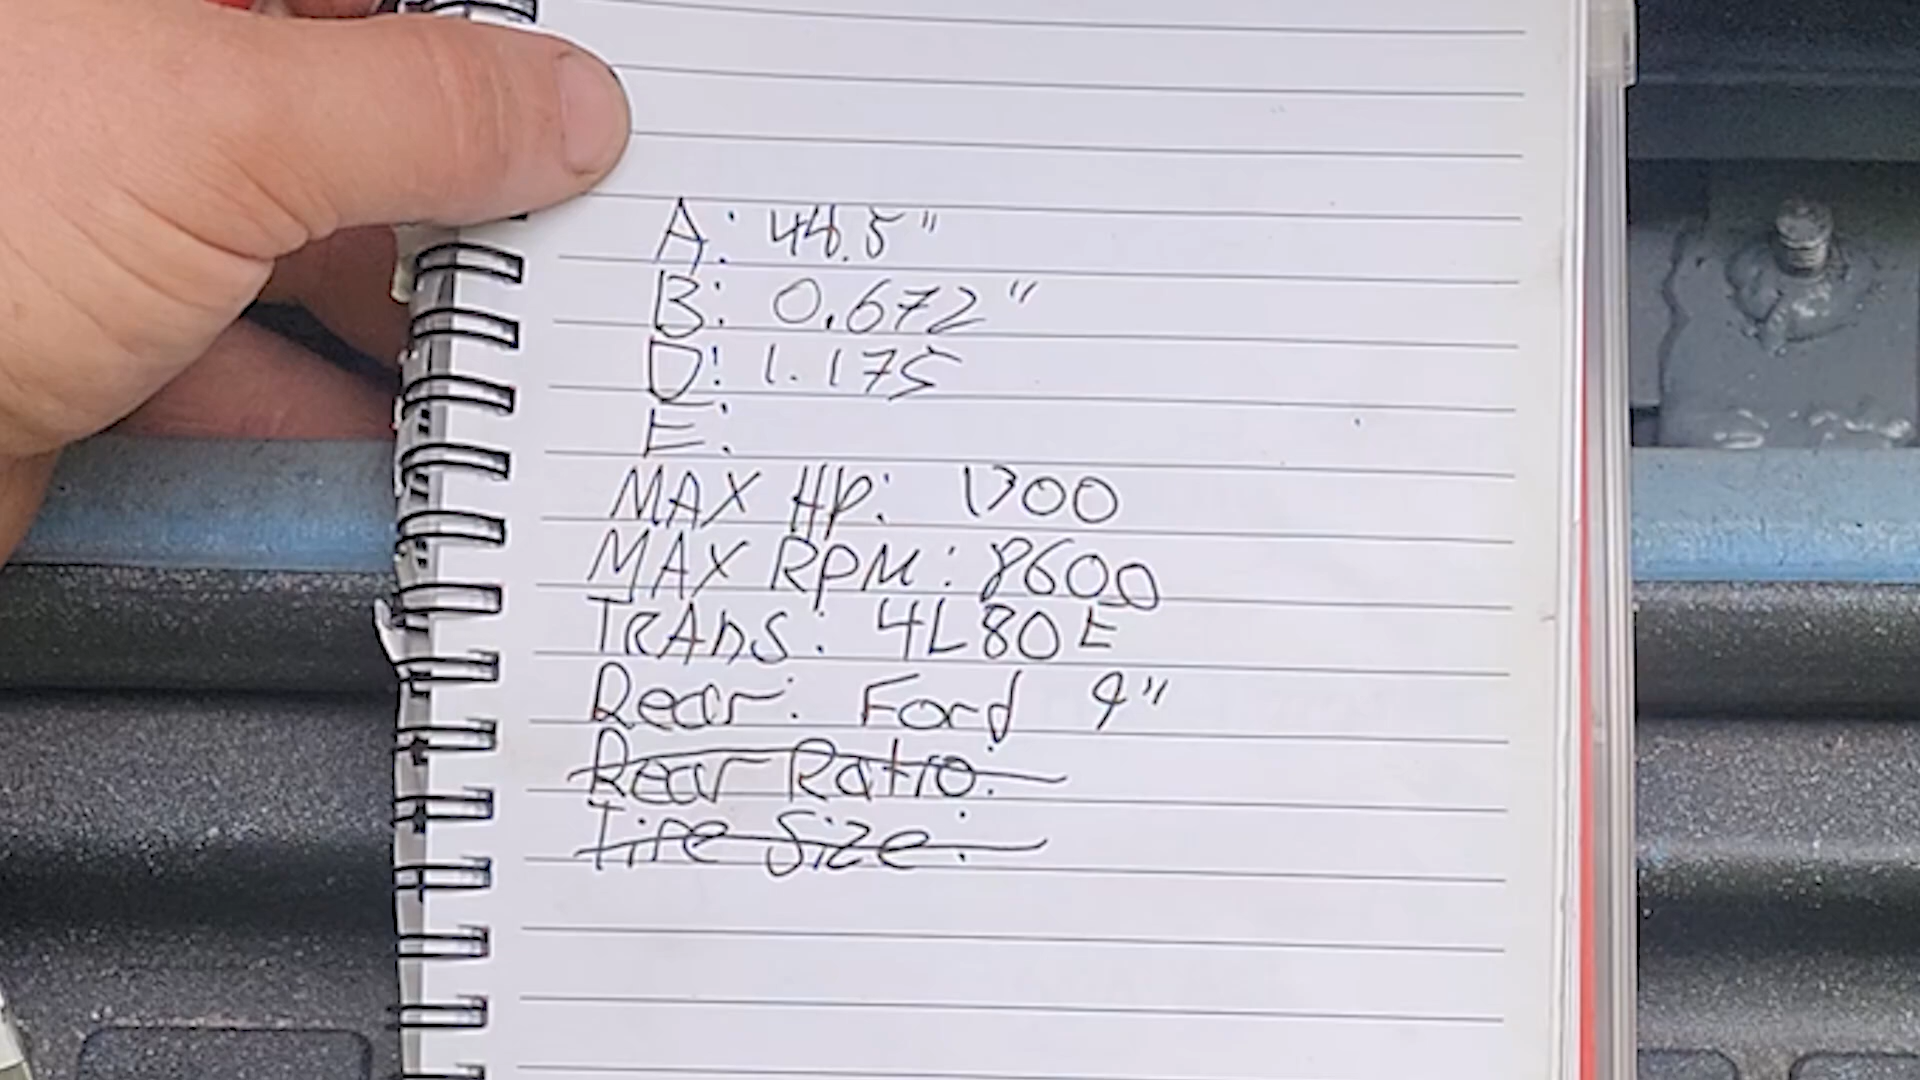 A: 44.5"
B: 0.672"
D: 1.175
E:
MAX HP: 1300
MAX RPM: 8600
TRANS: 4L80E
Rear: Ford 9"
Rear Ratio:
Tire Size: